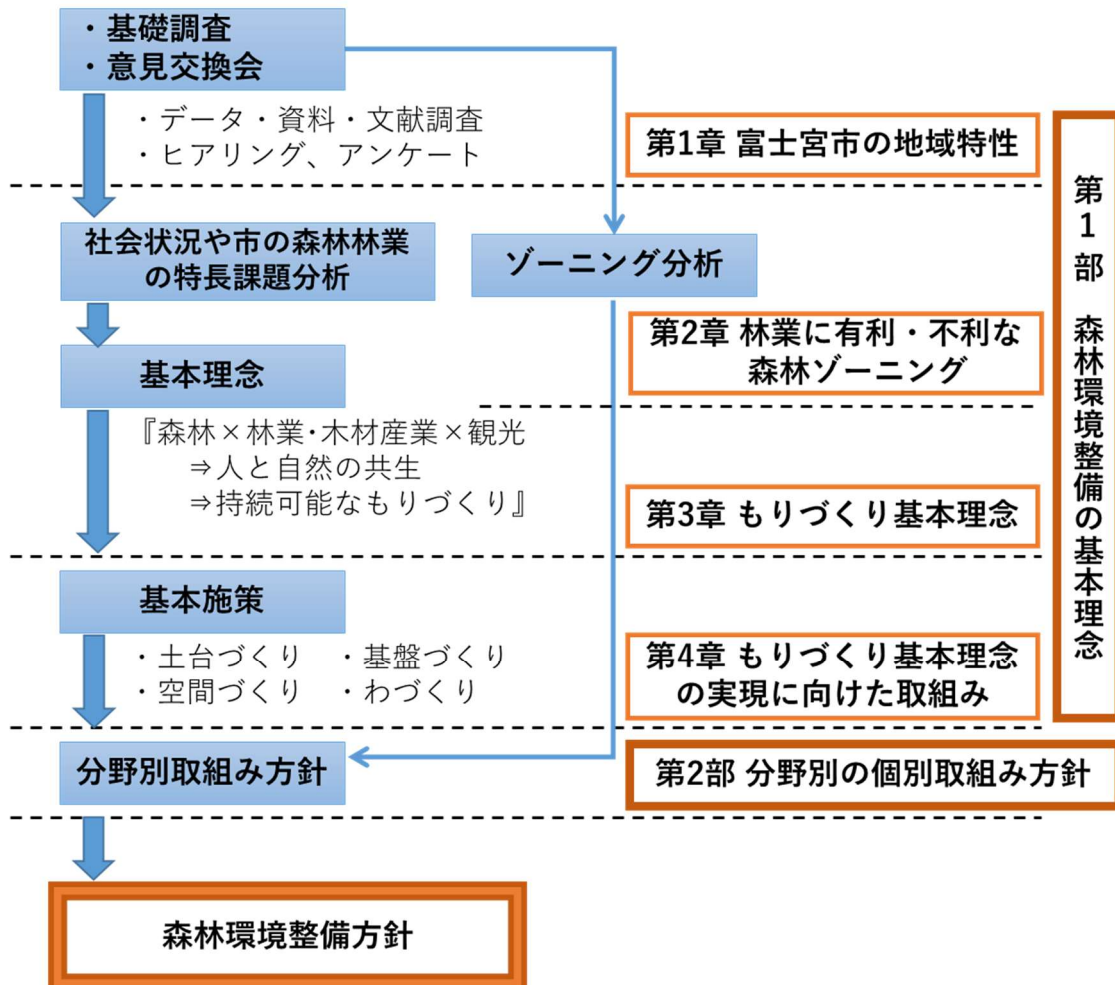 ・基礎調査
・意見交換会
・データ・資料・文献調査
・ヒアリング、アンケート
第1章 富士宮市の地域特性
社会状況や市の森林林業
の特長課題分析
ゾーニング分析
第2章 林業に有利・不利な
森林ゾーニング
基本理念
『森林×林業･木材産業×観光
⇒人と自然の共生
⇒持続可能なもりづくり』
第3章 もりづくり基本理念
基本施策
・土台づくり ・基盤づくり
・空間づくり ・わづくり
第4章 もりづくり基本理念
の実現に向けた取組み
第1部 森林環境整備の基本理念
分野別取組み方針
第2部 分野別の個別取組み方針
森林環境整備方針